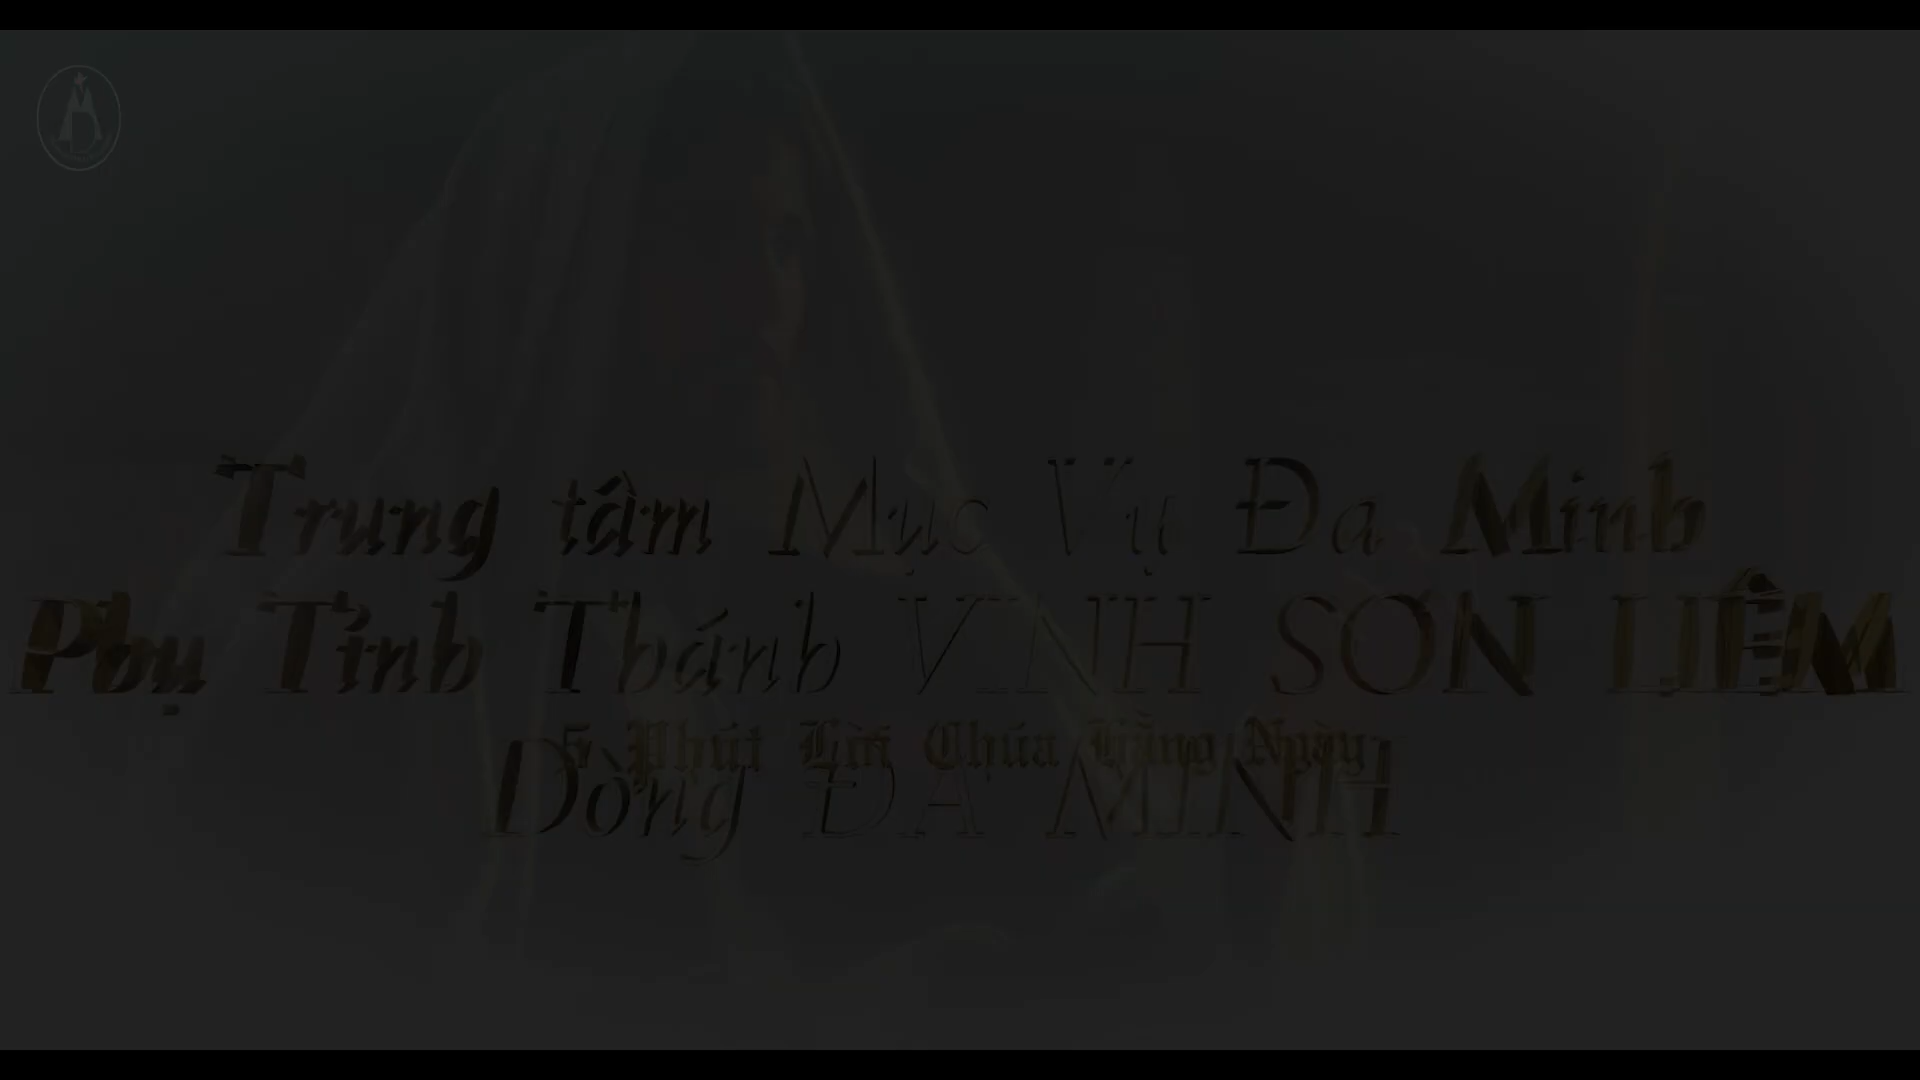 Trung tâm Mục Vụ Đa Minh
Phụ Tỉnh Thánh VINH SƠN LIÊM
5 Phút Lời Chúa Hằng Ngày
Dòng ĐA MINH